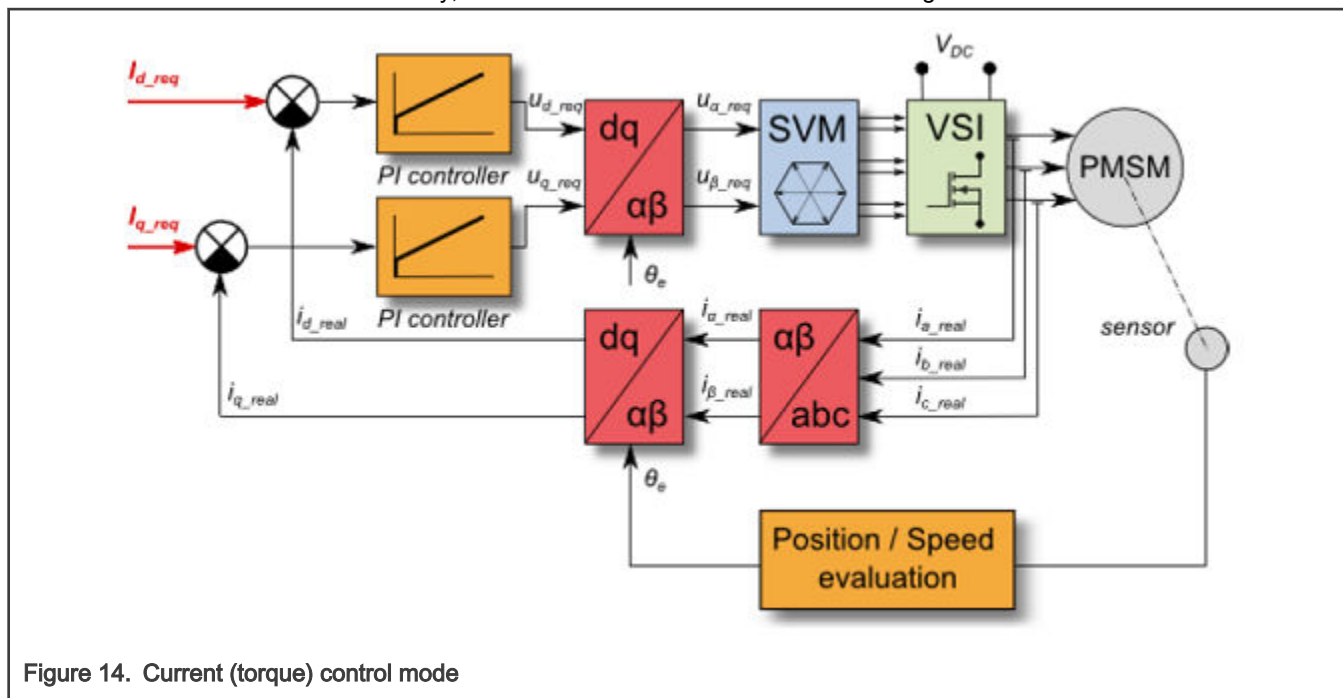 V_DC
I_d_req
u_d_req
u_α_req
dq
αβ
SVM
VSI
PMSM
PI controller
u_q_req
u_β_req
I_q_req
θ_e
PI controller
i_d_real
i_α_real
i_a_real
dq
αβ
αβ
abc
sensor
i_b_real
i_q_real
i_β_real
i_c_real
θ_e
Position / Speed
evaluation
Figure 14. Current (torque) control mode